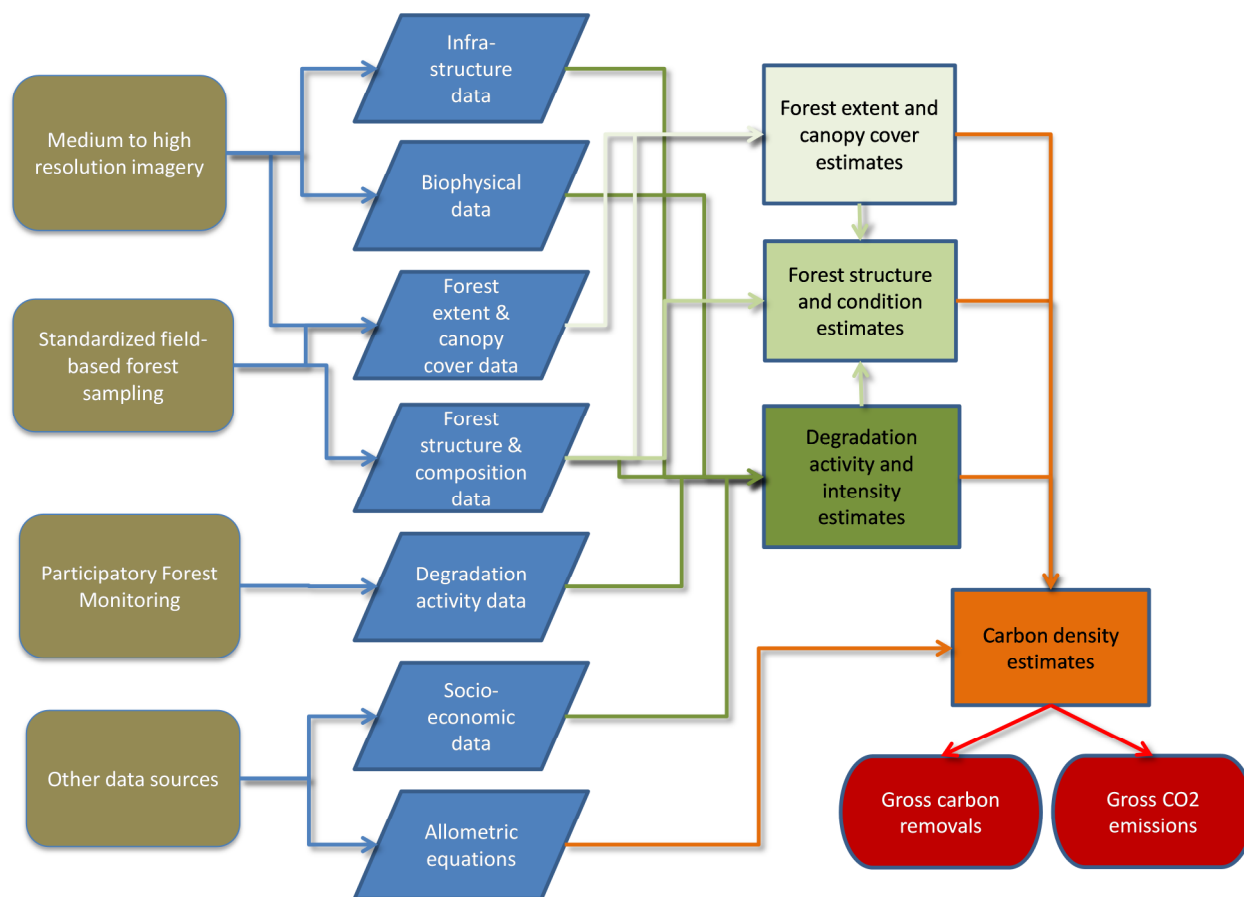 Medium to high
resolution imagery
Standardized field-
based forest
sampling
Participatory Forest
Monitoring
Other data sources
Infra-
structure
data
Biophysical
data
Forest
extent &
canopy
cover data
Forest
structure &
composition
data
Degradation
activity data
Socio-
economic
data
Allometric
equations
Forest extent and
canopy cover
estimates
Forest structure
and condition
estimates
Degradation
activity and
intensity
estimates
Carbon density
estimates
Gross carbon
removals
Gross CO2
emissions